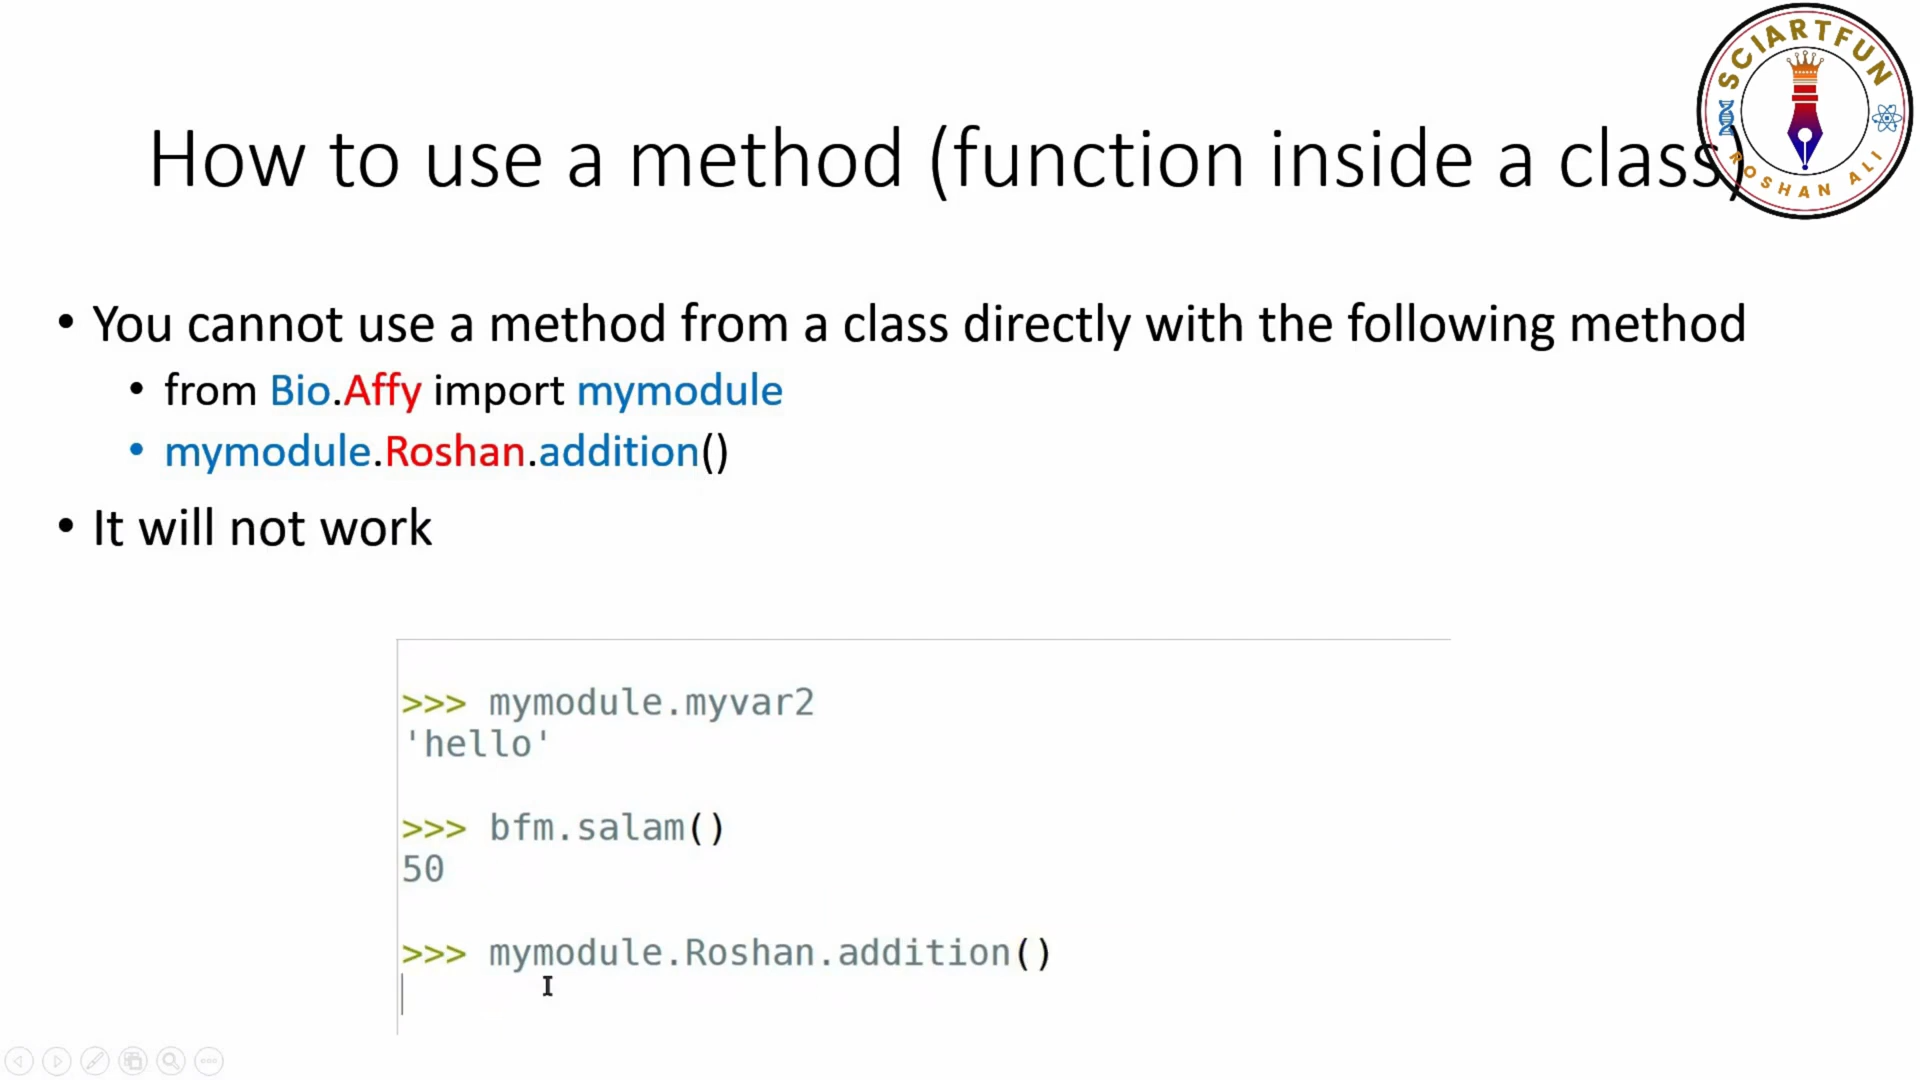 SCIARTFUN
ROSHAN ALI
How to use a method (function inside a class)
• You cannot use a method from a class directly with the following method
• from Bio.Affy import mymodule
• mymodule.Roshan.addition()
• It will not work
>>> mymodule.myvar2
'hello'
>>> bfm.salam()
50
>>> mymodule.Roshan.addition()